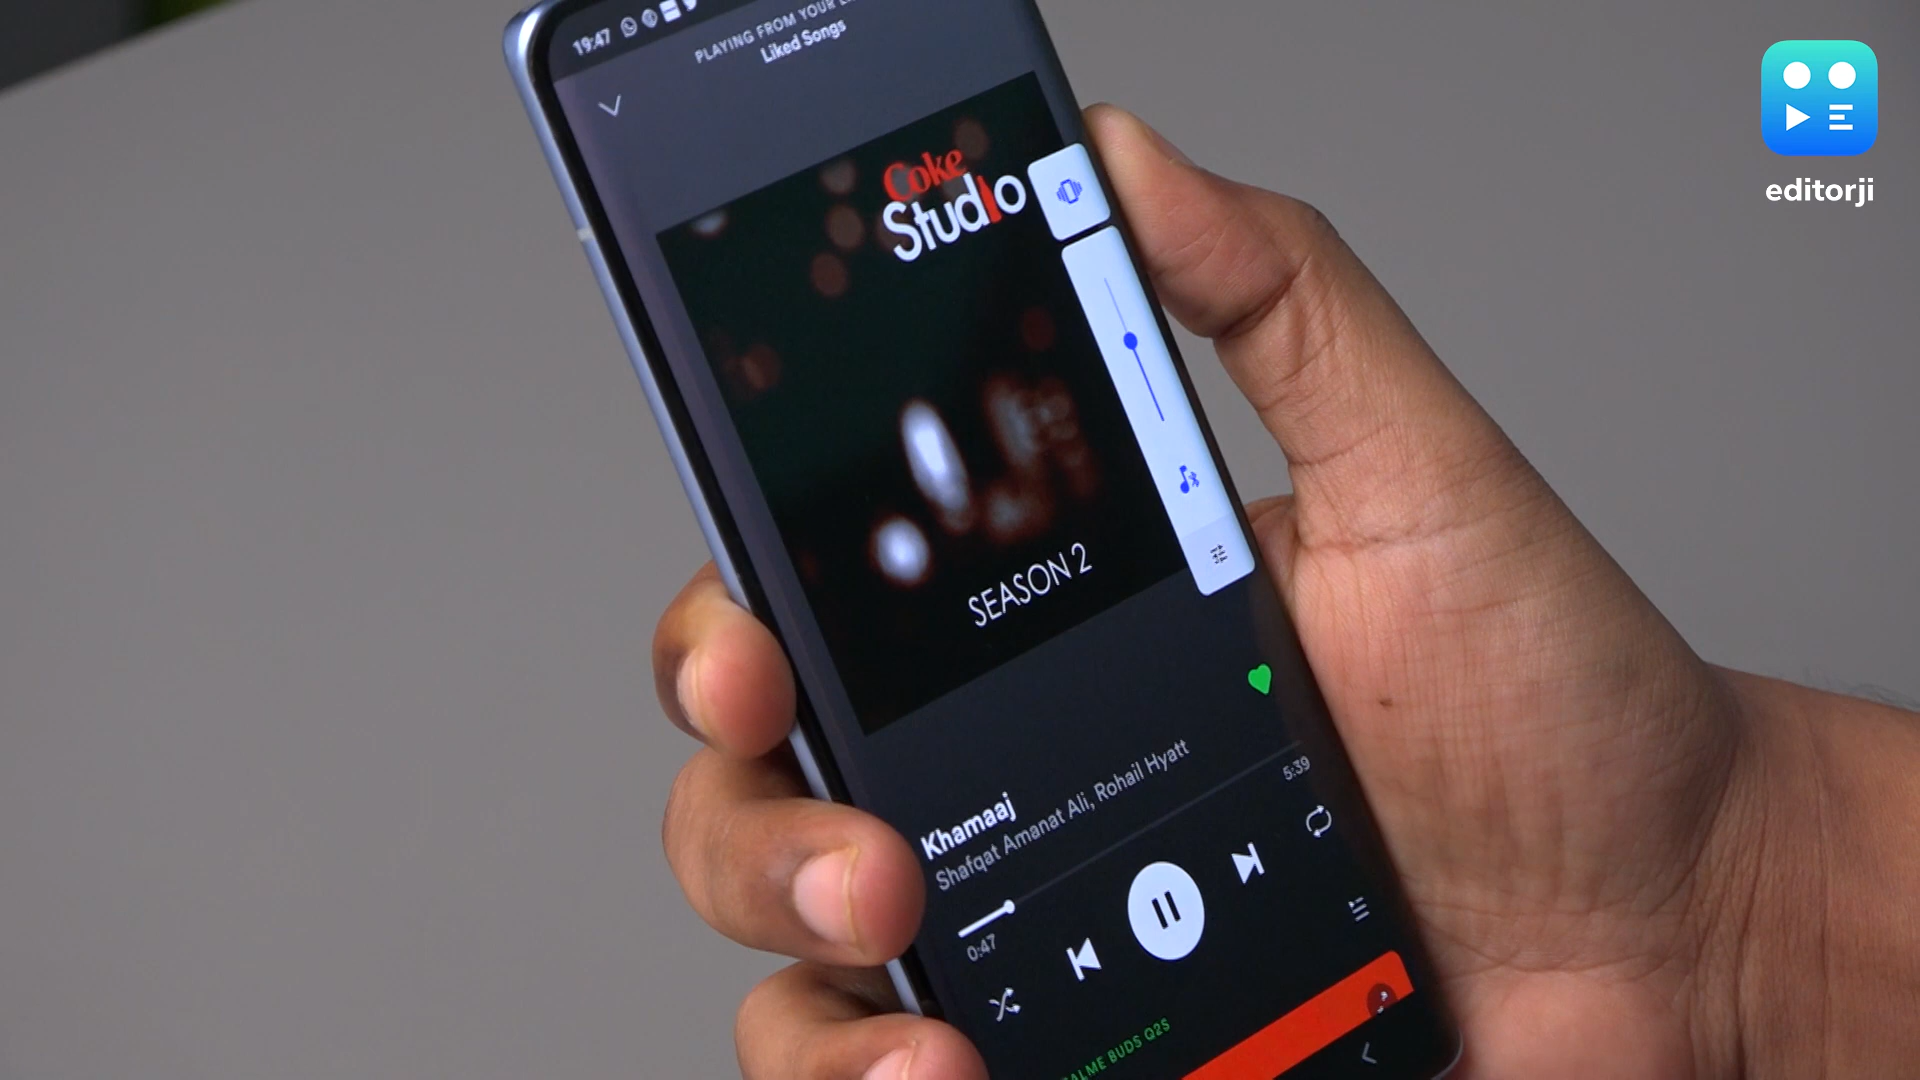 19:47
PLAYING FROM YOUR
Liked Songs
Coke
Studio
SEASON 2
Khamaaj
Shafqat Amanat Ali, Rohail Hyatt
0:47
5:39
BUDS Q2S
editorji